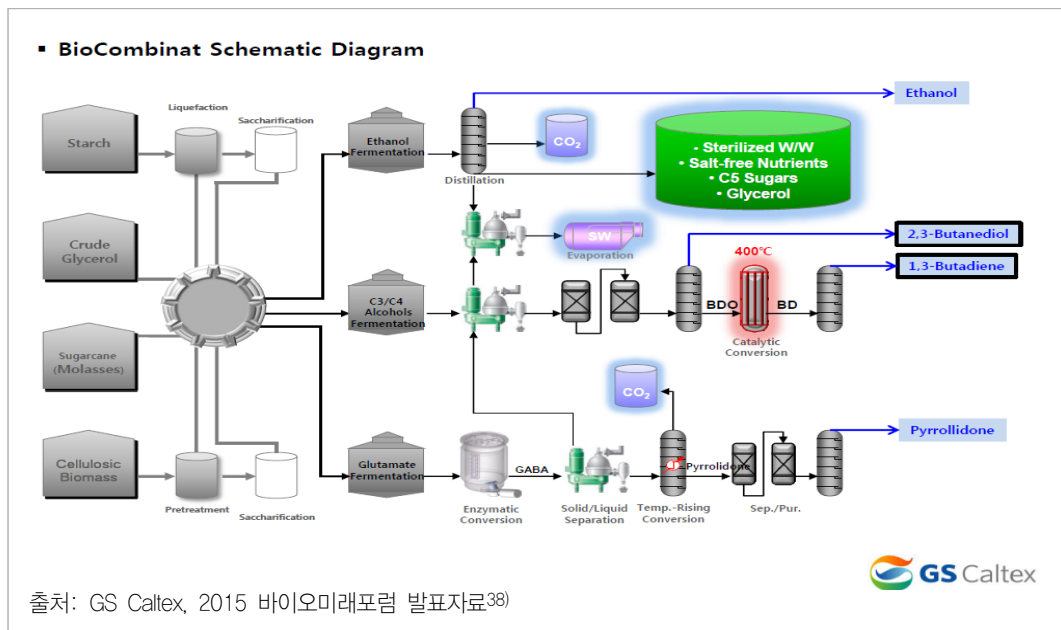 ▪ BioCombinat Schematic Diagram
Liquefaction
Saccharification
Starch
Ethanol
Fermentation
Distillation
CO₂
Ethanol
- Sterilized W/W
• Salt-free Nutrients
• C5 Sugars
• Glycerol
Crude
Glycerol
SW
Evaporation
2,3-Butanediol
1,3-Butadiene
400℃
C3/C4
Alcohols
Fermentation
BDO
BD
Catalytic
Conversion
Sugarcane
(Molasses)
CO₂
Cellulosic
Biomass
Pretreatment
Saccharification
Glutamate
Fermentation
Enzymatic
Conversion
GABA
Solid/Liquid
Separation
Pyrrolidone
Temp.-Rising
Conversion
Sep./Pur.
Pyrrollidone
GS Caltex
출처: GS Caltex, 2015 바이오미래포럼 발표자료38)